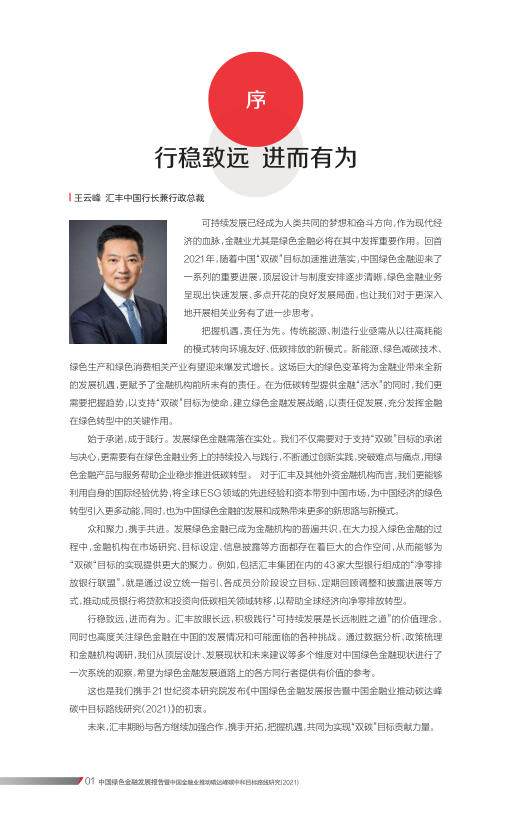 序
行稳致远 进而有为
王云峰 汇丰中国行长兼行政总裁
可持续发展已经成为人类共同的梦想和奋斗方向，作为现代经
济的血脉，金融业尤其是绿色金融必将在其中发挥重要作用。回首
2021年，随着中国“双碳”目标加速推进落实，中国绿色金融迎来了
一系列的重要进展，顶层设计与制度安排逐步清晰，绿色金融业务
呈现出快速发展、多点开花的良好发展局面，也让我们对于更深入
地开展相关业务有了进一步思考。
把握机遇，责任为先。传统能源、制造行业亟需从以往高耗能
的模式转向环境友好、低碳排放的新模式。新能源、绿色减碳技术、
绿色生产和绿色消费相关产业有望迎来爆发式增长。这场巨大的绿色变革将为金融业带来全新
的发展机遇，更赋予了金融机构前所未有的责任。在为低碳转型提供金融“活水”的同时，我们更
需要把握趋势，以支持“双碳”目标为使命，建立绿色金融发展战略，以责任促发展，充分发挥金融
在绿色转型中的关键作用。
始于承诺，成于践行。发展绿色金融需落在实处。我们不仅需要对于支持“双碳”目标的承诺
与决心，更需要有在绿色金融业务上的持续投入与践行，不断通过创新实践，突破难点与痛点，用绿
色金融产品与服务帮助企业稳步推进低碳转型。 对于汇丰及其他外资金融机构而言，我们更能够
利用自身的国际经验优势，将全球ESG领域的先进经验和资本带到中国市场，为中国经济的绿色
转型引入更多动能，同时，也为中国绿色金融的发展和成熟带来更多的新思路与新模式。
众和聚力，携手共进。发展绿色金融已成为金融机构的普遍共识，在大力投入绿色金融的过
程中，金融机构在市场研究、目标设定、信息披露等方面都存在着巨大的合作空间，从而能够为
“双碳“目标的实现提供更大的聚力。例如，包括汇丰集团在内的43家大型银行组成的“净零排
放银行联盟”，就是通过设立统一指引、各成员分阶段设立目标、定期回顾调整和披露进展等方
式，推动成员银行将贷款和投资向低碳相关领域转移，以帮助全球经济向净零排放转型。
行稳致远，进而有为。汇丰放眼长远，积极践行“可持续发展是长远制胜之道”的价值理念，
同时也高度关注绿色金融在中国的发展情况和可能面临的各种挑战。通过数据分析、政策梳理
和金融机构调研，我们从顶层设计、发展现状和未来建议等多个维度对中国绿色金融现状进行了
一次系统的观察，希望为绿色金融发展道路上的各方同行者提供有价值的参考。
这也是我们携手21世纪资本研究院发布《中国绿色金融发展报告暨中国金融业推动碳达峰
碳中目标路线研究（2021）》的初衷。
未来，汇丰期盼与各方继续加强合作，携手开拓，把握机遇，共同为实现“双碳”目标贡献力量。
01 中国绿色金融发展报告暨中国金融业推动碳达峰碳中和目标路线研究(2021)